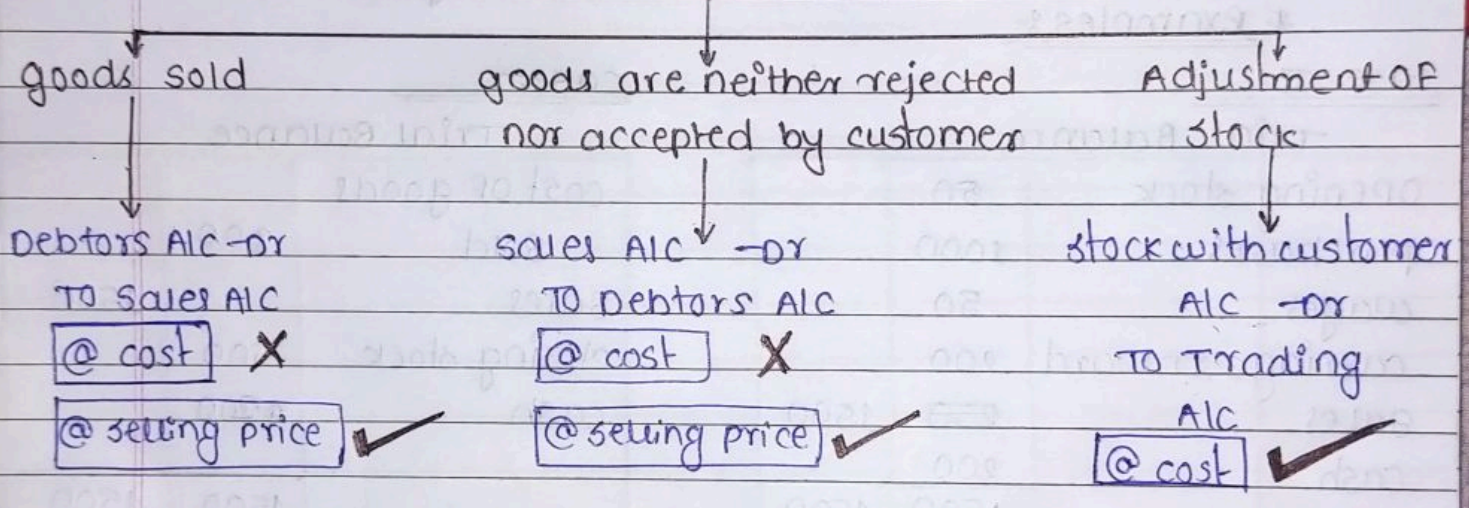 goods sold
goods are neither rejected
nor accepted by customer
Adjustment OF
stock
Debtors A/C -Dr
To sales A/C
@ cost X
@ selling price ✓
sales A/C -Dr
To Debtors A/C
@ cost X
@ selling price ✓
stock with customer
A/C -Dr
To Trading
A/C
@ cost ✓